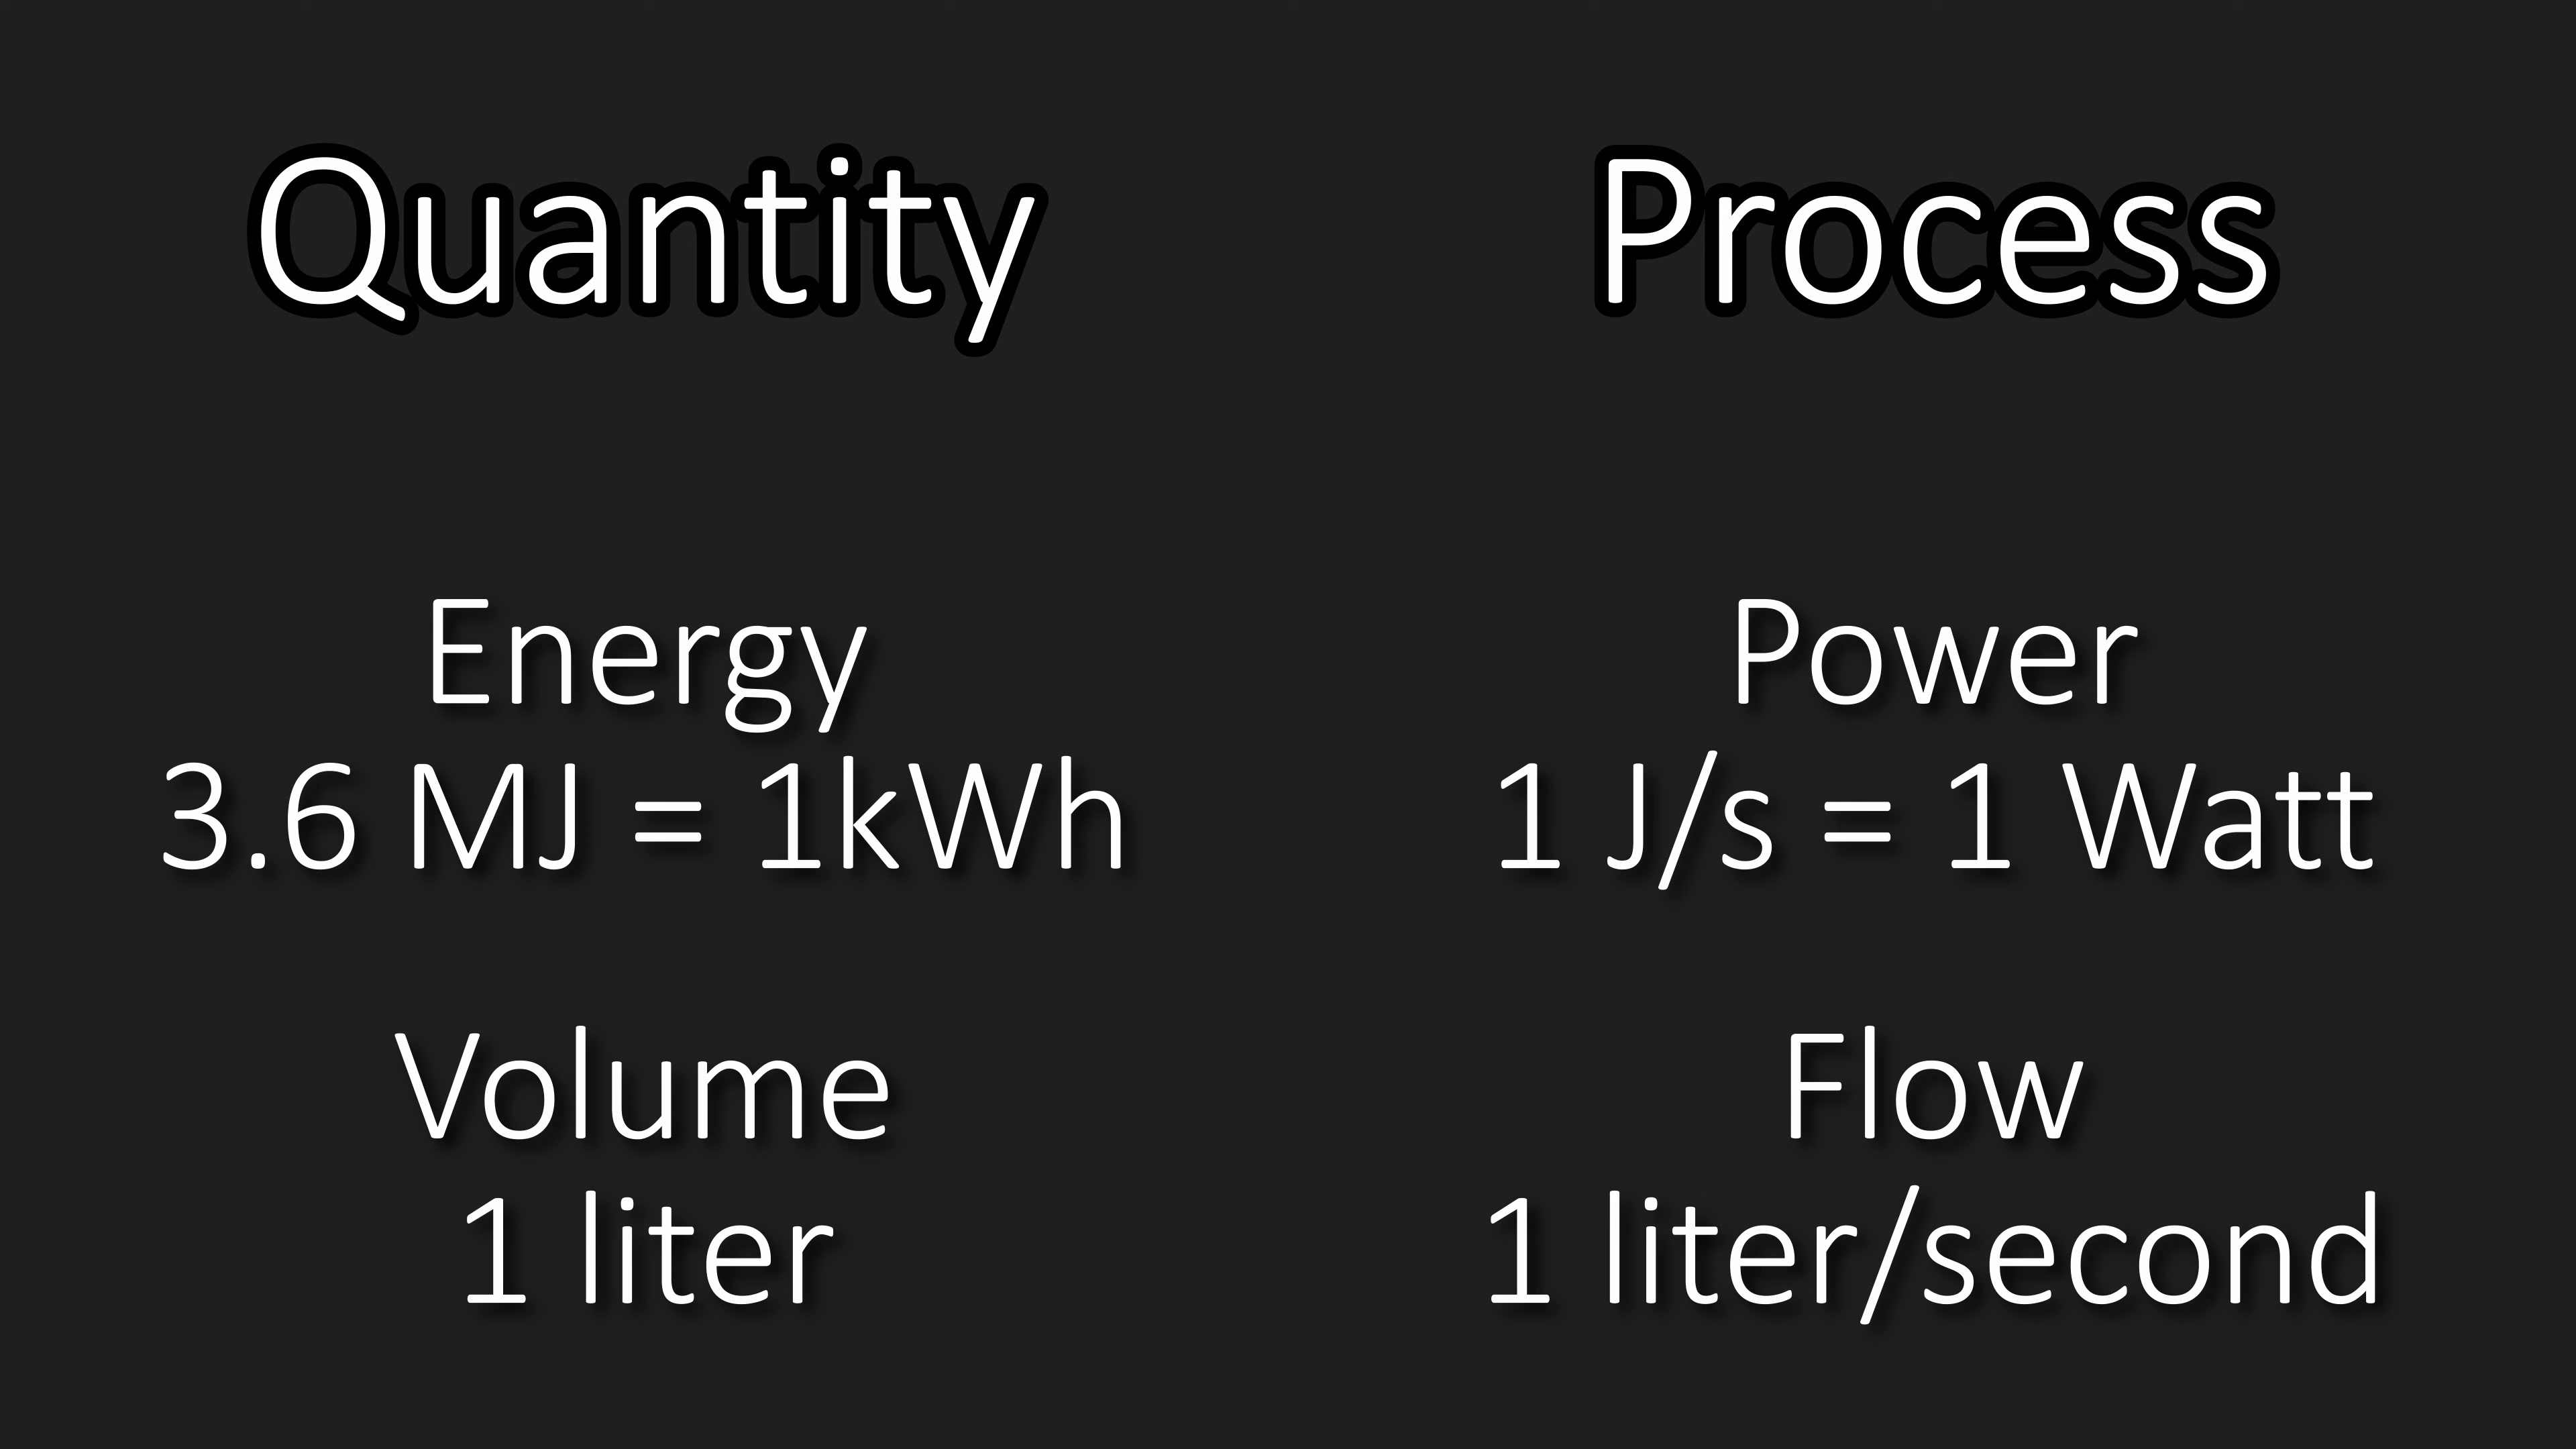 Quantity
Process
Energy
3.6 MJ = 1kWh
Power
1 J/s = 1 Watt
Volume
1 liter
Flow
1 liter/second